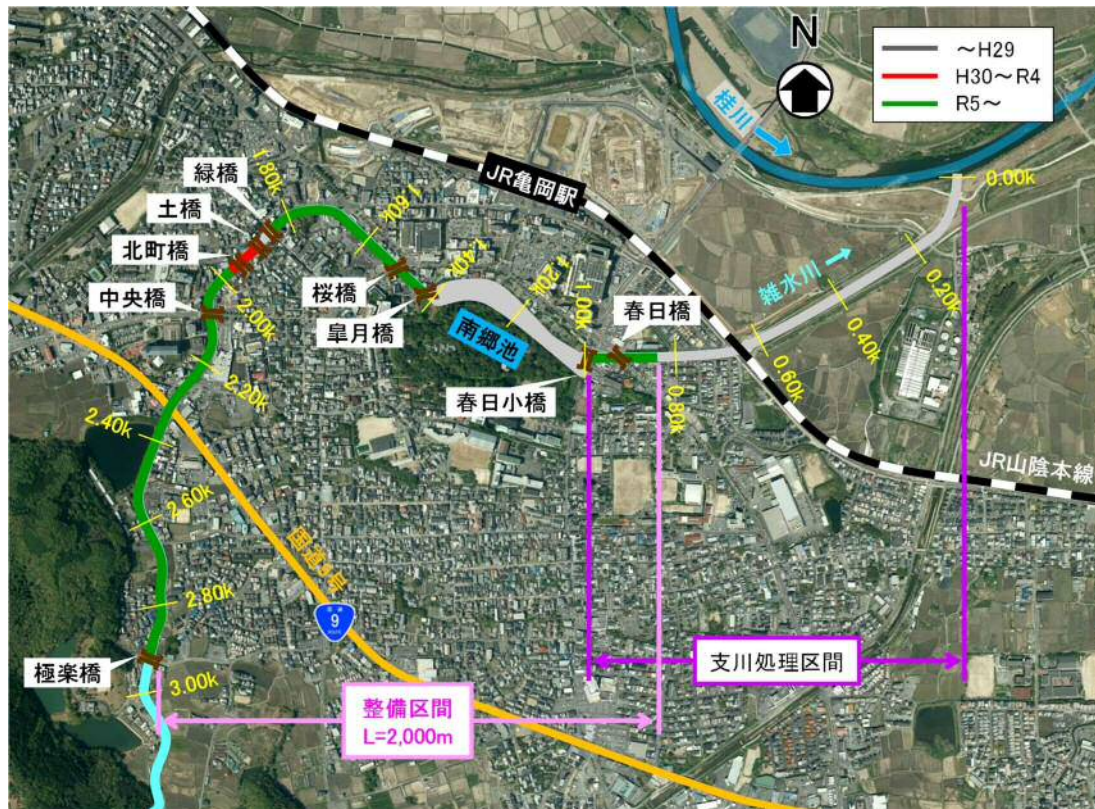 N
～H29
H30～R4
R5～
桂川
JR亀岡駅
0.00k
緑橋
1.80k
土橋
1.60k
北町橋
中央橋
2.00k
桜橋
1.40k
1.20k
1.00k
春日橋
雑水川
0.20k
0.40k
皐月橋
南郷池
0.60k
2.20k
春日小橋
0.80k
2.40k
JR山陰本線
2.60k
国道9号
2.80k
国道
9
ROUTE
極楽橋
3.00k
支川処理区間
整備区間
L=2,000m